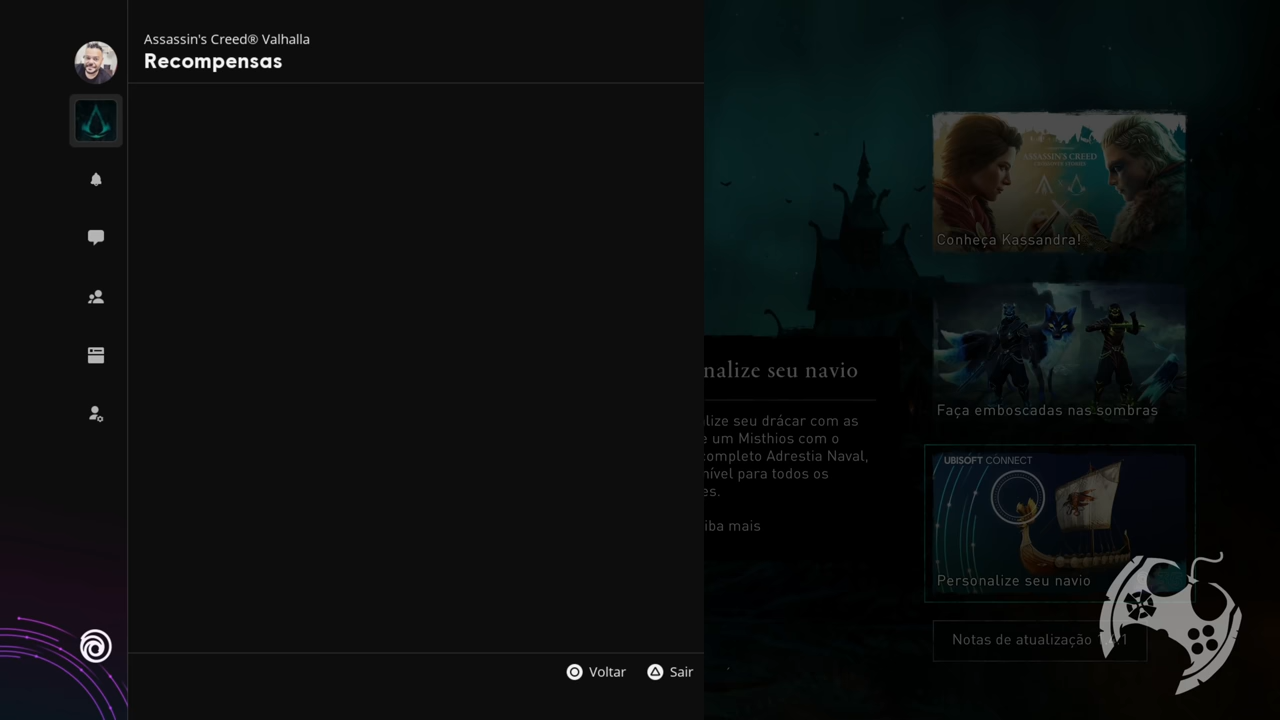 Assassin's Creed® Valhalla
Recompensas
Voltar
Sair
nalize seu navio
lize seu drácar com as
e um Misthios com o
completo Adrestia Naval,
nível para todos os
es.
iba mais
ASSASSIN'S CREED
Conheça Kassandra!
Faça emboscadas nas sombras
UBISOFT CONNECT
Personalize seu navio
Notas de atualização